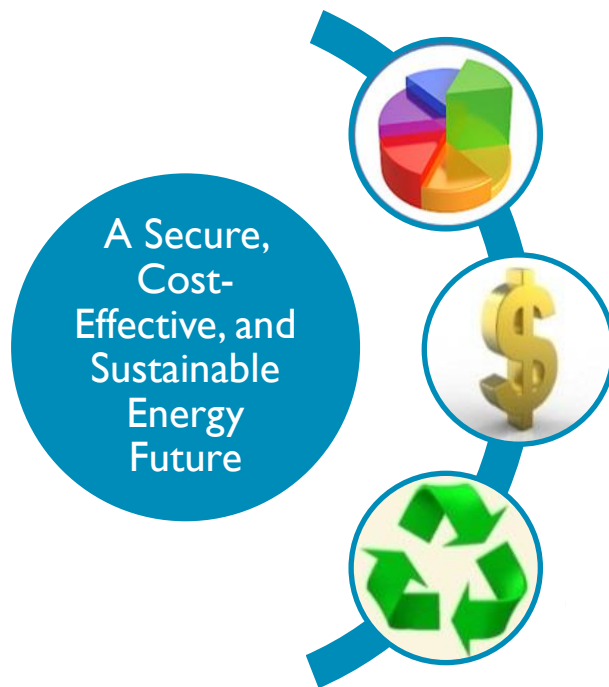 A Secure,
Cost-
Effective, and
Sustainable
Energy
Future